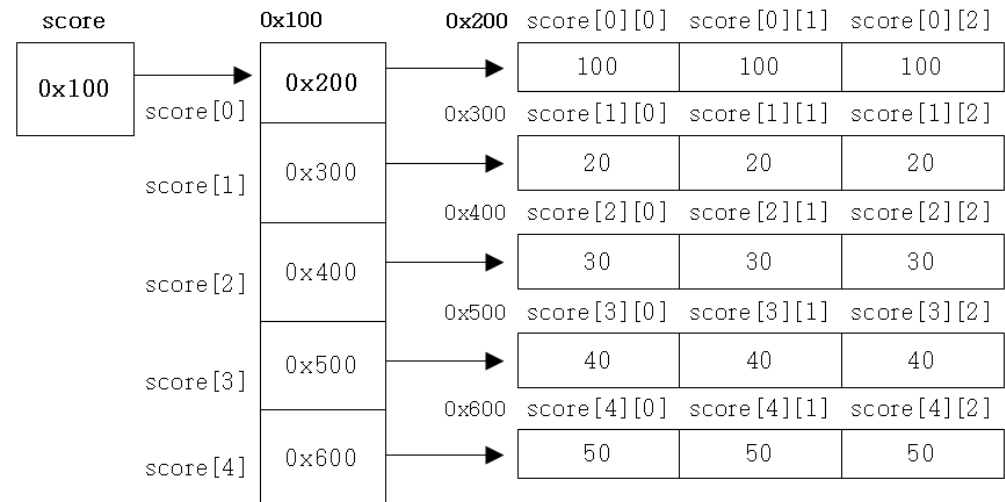 score 0x100 0x200 score[0][0] score[0][1] score[0][2]
0x100 0x200 100 100 100
score[0] 0x300 score[1][0] score[1][1] score[1][2]
score[1] 0x300 20 20 20
0x400 score[2][0] score[2][1] score[2][2]
score[2] 0x400 30 30 30
0x500 score[3][0] score[3][1] score[3][2]
score[3] 0x500 40 40 40
0x600 score[4][0] score[4][1] score[4][2]
score[4] 0x600 50 50 50